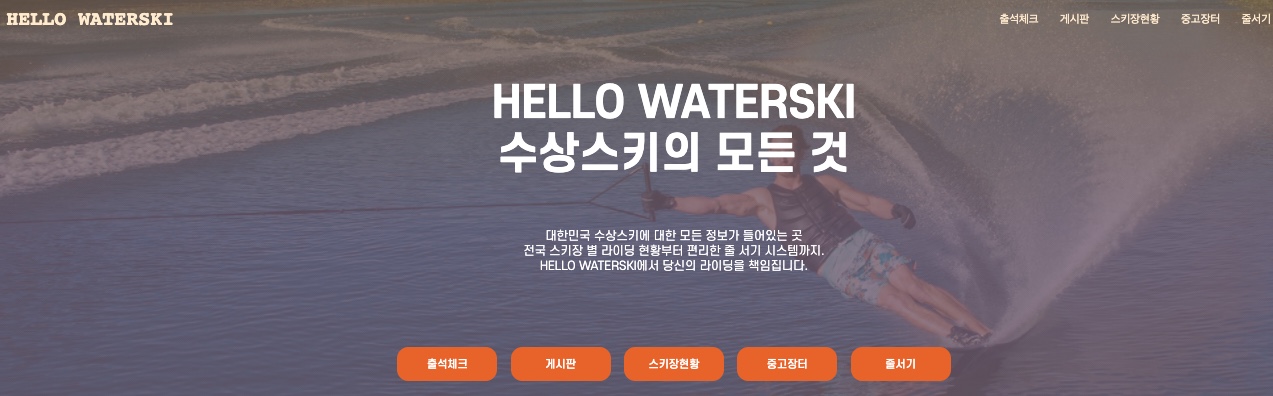 HELLO WATERSKI
출석체크 게시판 스키장현황 중고장터 줄서기
HELLO WATERSKI
수상스키의 모든 것
대한민국 수상스키에 대한 모든 정보가 들어있는 곳
전국 스키장 별 라이딩 현황부터 편리한 줄 서기 시스템까지.
HELLO WATERSKI에서 당신의 라이딩을 책임집니다.
출석체크 게시판 스키장현황 중고장터 줄서기